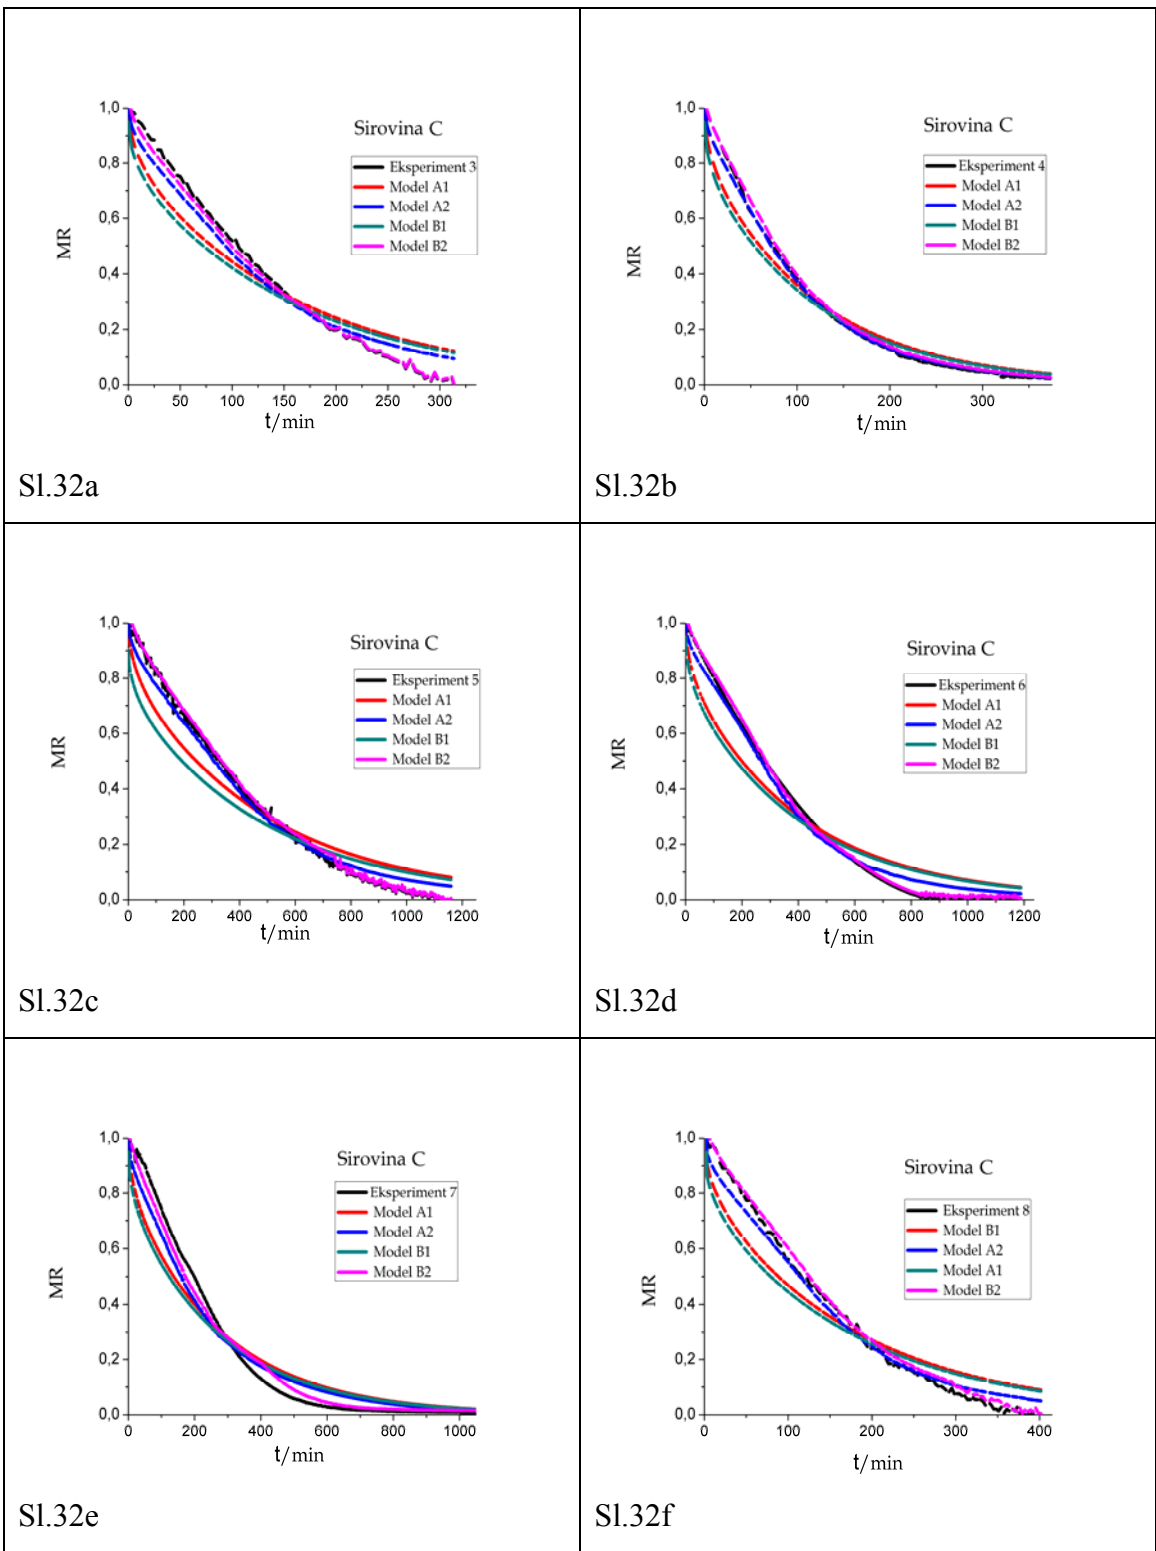 1,0
0,8
0,6
0,4
0,2
0,0
MR
0 50 100 150 200 250 300
t/min
Sirovina C
Eksperiment 3
Model A1
Model A2
Model B1
Model B2
Sl.32a
1,0
0,8
0,6
0,4
0,2
0,0
MR
0 100 200 300
t/min
Sirovina C
Eksperiment 4
Model A1
Model A2
Model B1
Model B2
Sl.32b
1,0
0,8
0,6
0,4
0,2
0,0
MR
0 200 400 600 800 1000 1200
t/min
Sirovina C
Eksperiment 5
Model A1
Model A2
Model B1
Model B2
Sl.32c
1,0
0,8
0,6
0,4
0,2
0,0
MR
0 200 400 600 800 1000 1200
t/min
Sirovina C
Eksperiment 6
Model A1
Model A2
Model B1
Model B2
Sl.32d
1,0
0,8
0,6
0,4
0,2
0,0
MR
0 200 400 600 800 1000
t/min
Sirovina C
Eksperiment 7
Model A1
Model A2
Model B1
Model B2
Sl.32e
1,0
0,8
0,6
0,4
0,2
0,0
MR
0 100 200 300 400
t/min
Sirovina C
Eksperiment 8
Model B1
Model A2
Model A1
Model B2
Sl.32f